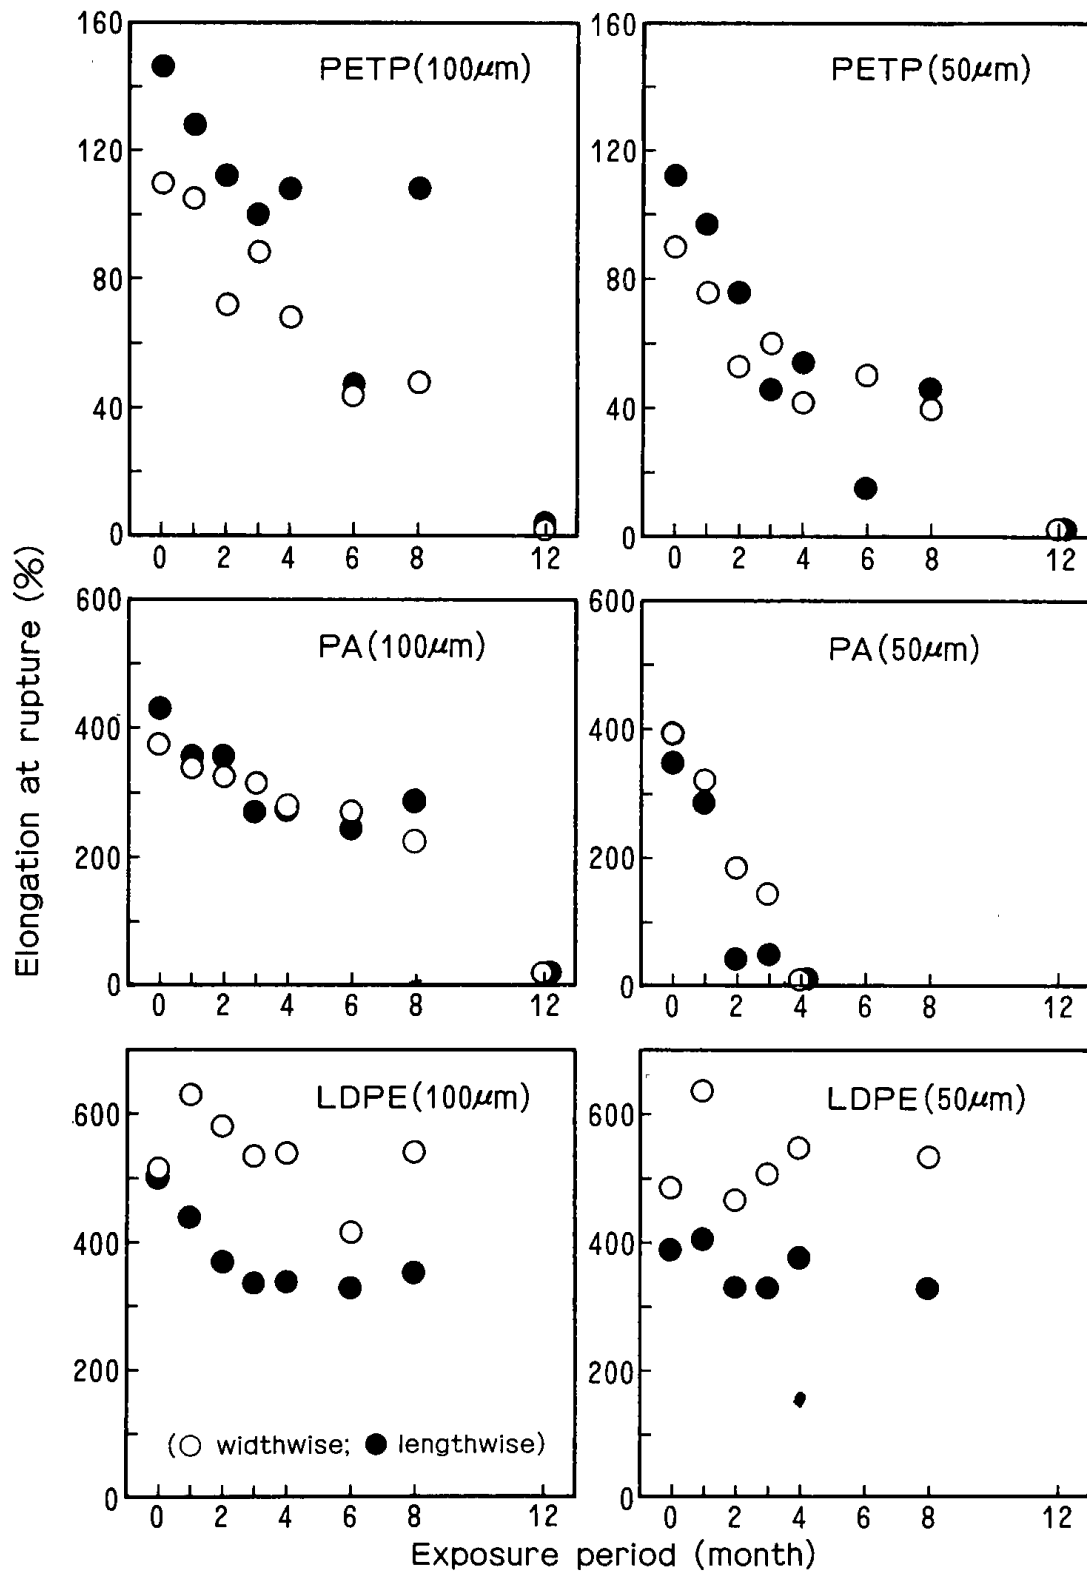 Elongation at rupture (%)
PETP(100μm)
160
120
80
40
0
0 2 4 6 8 12
PETP(50μm)
160
120
80
40
0
0 2 4 6 8 12
PA(100μm)
600
400
200
0
0 2 4 6 8 12
PA(50μm)
600
400
200
0
0 2 4 6 8 12
LDPE(100μm)
600
400
200
0
(○ widthwise; ● lengthwise)
0 2 4 6 8 12
LDPE(50μm)
600
400
200
0
0 2 4 6 8 12
Exposure period (month)